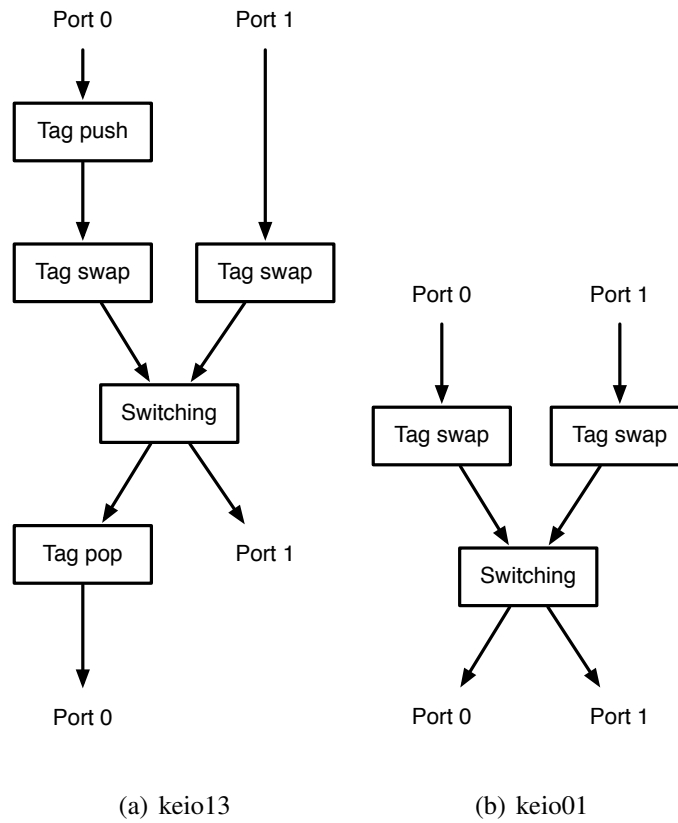 Port 0
Port 1
Tag push
Tag swap
Tag swap
Switching
Tag pop
Port 1
Port 0
(a) keio13
Port 0
Port 1
Tag swap
Tag swap
Switching
Port 0
Port 1
(b) keio01